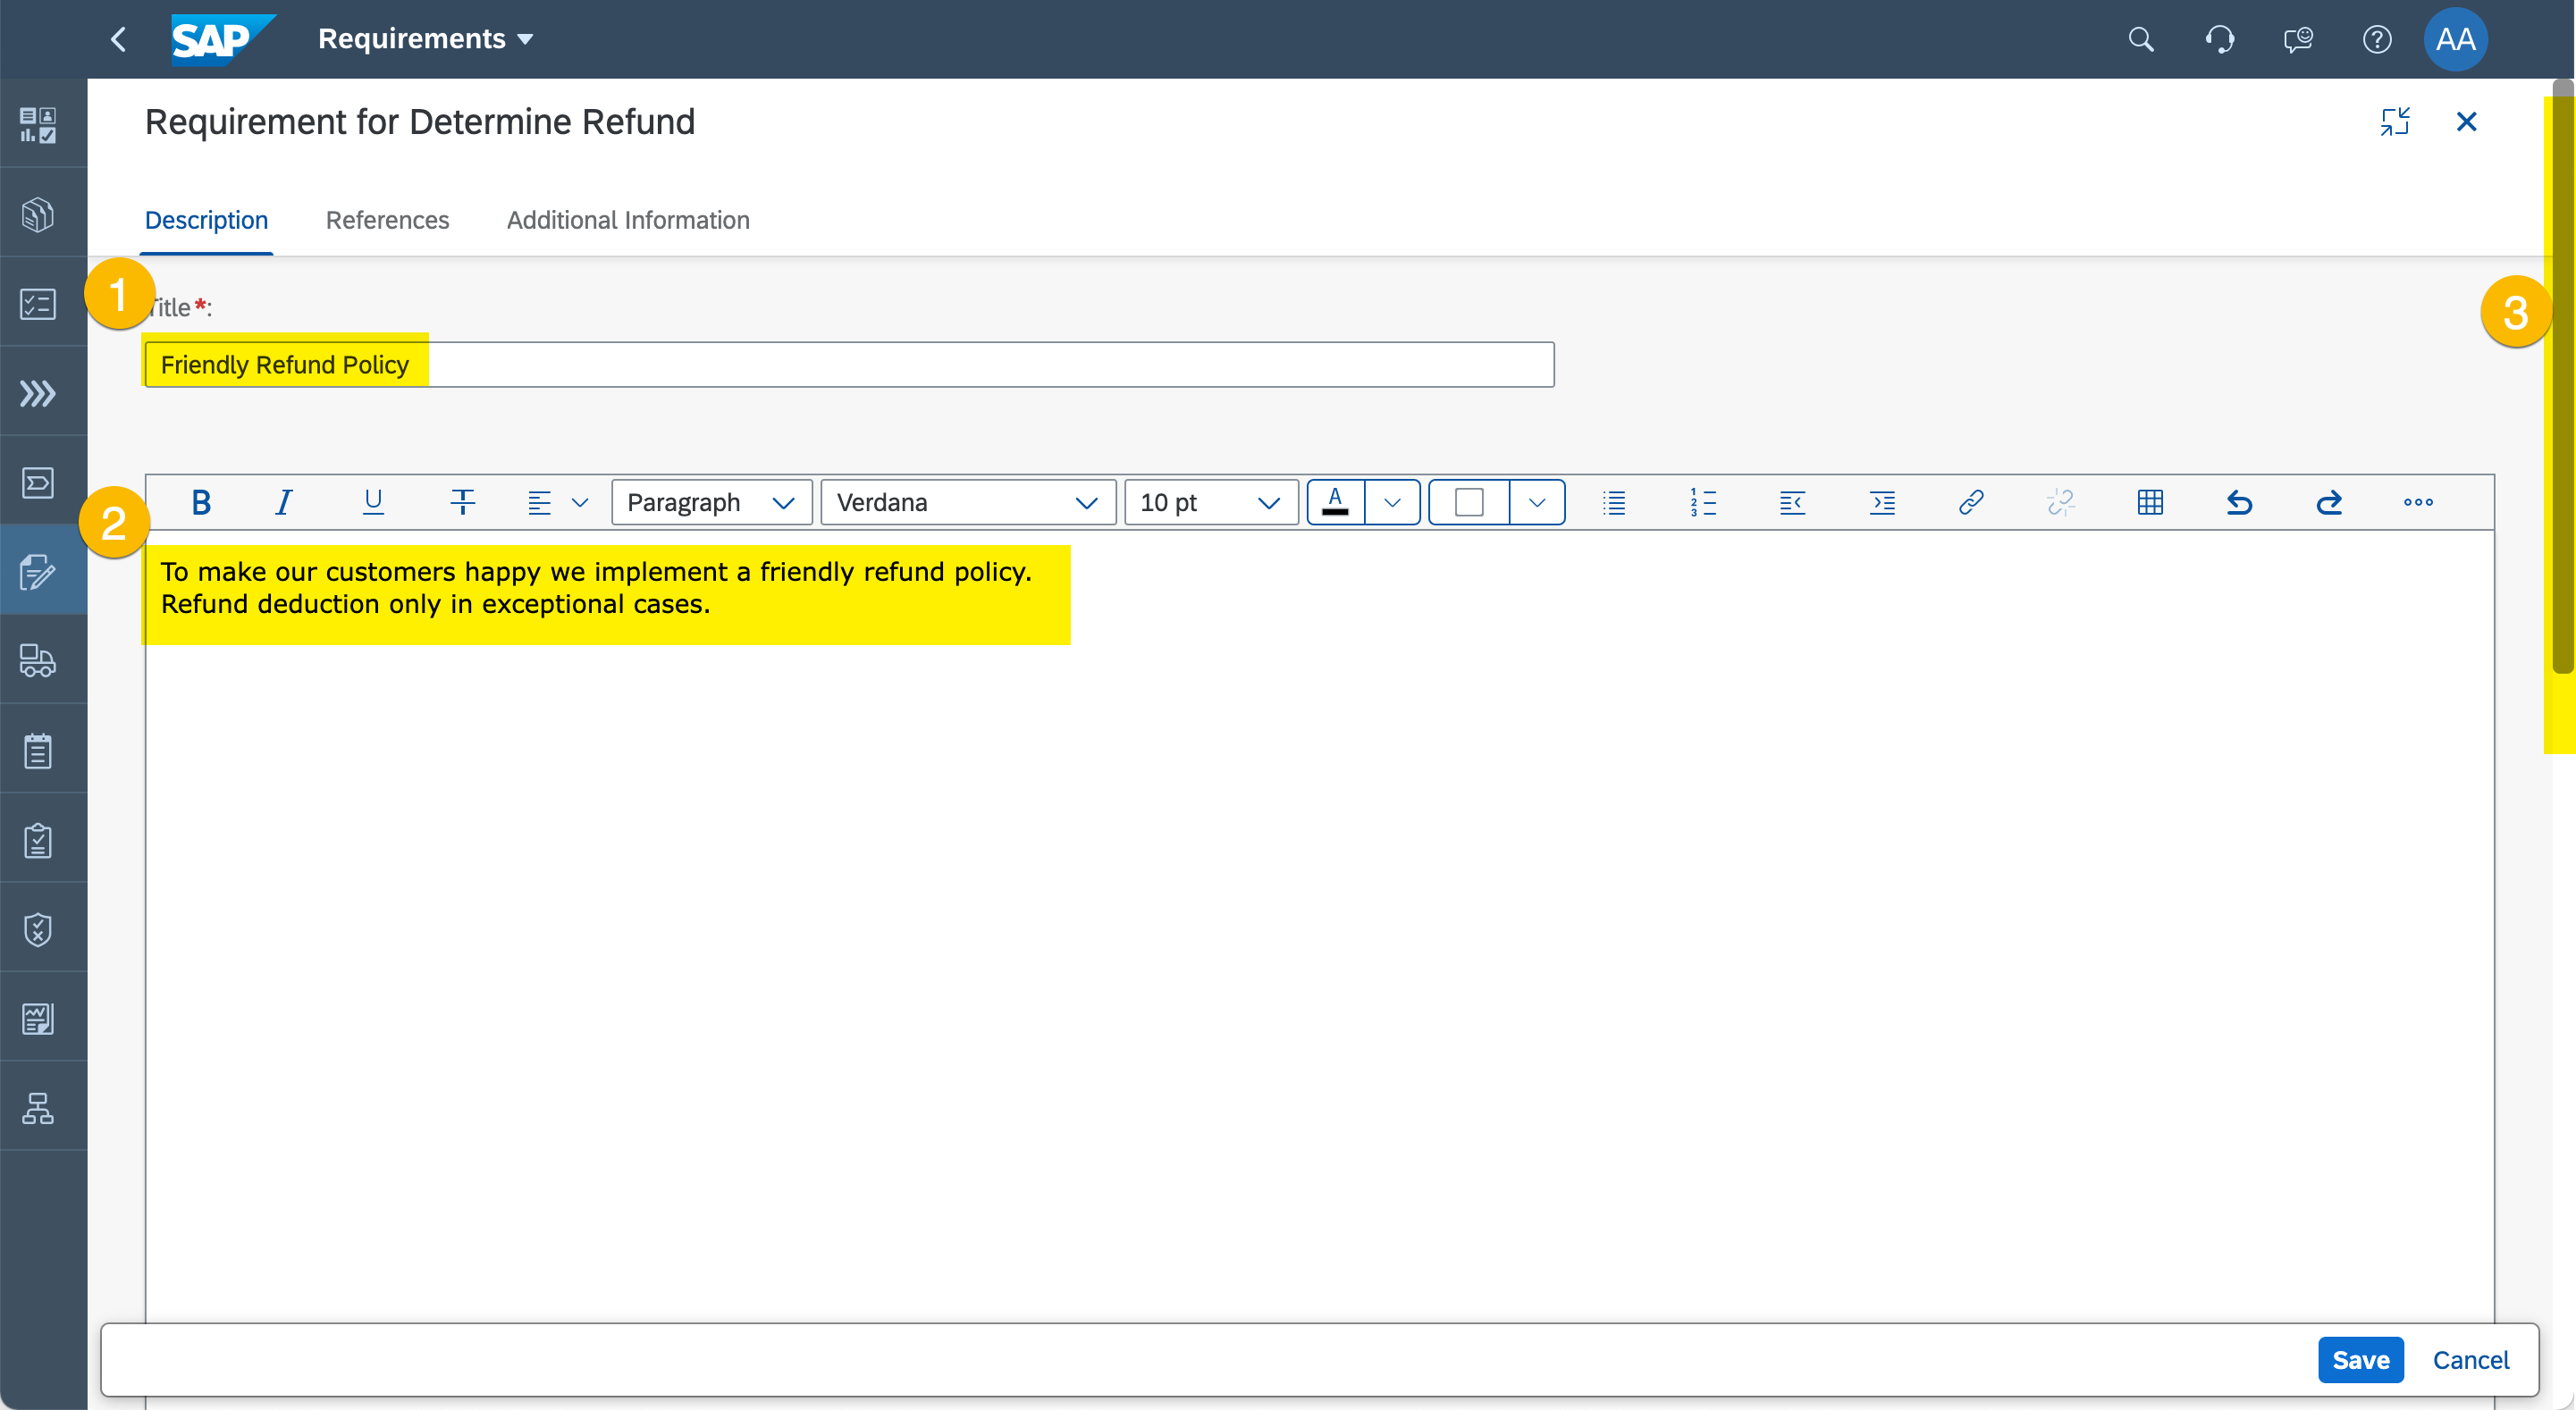 SAP Requirements AA
Requirement for Determine Refund
Description References Additional Information
1
Title*:
3
Friendly Refund Policy
2
B I U T Paragraph Verdana 10 pt A
To make our customers happy we implement a friendly refund policy.
Refund deduction only in exceptional cases.
Save Cancel